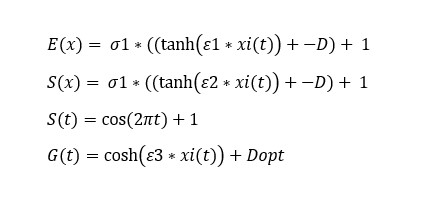 E(x) = σ1 * ((tanh(ε1 * xi(t)) + −D) + 1
S(x) = σ1 * ((tanh(ε2 * xi(t)) + −D) + 1
S(t) = cos(2πt) + 1
G(t) = cosh(ε3 * xi(t)) + Dopt